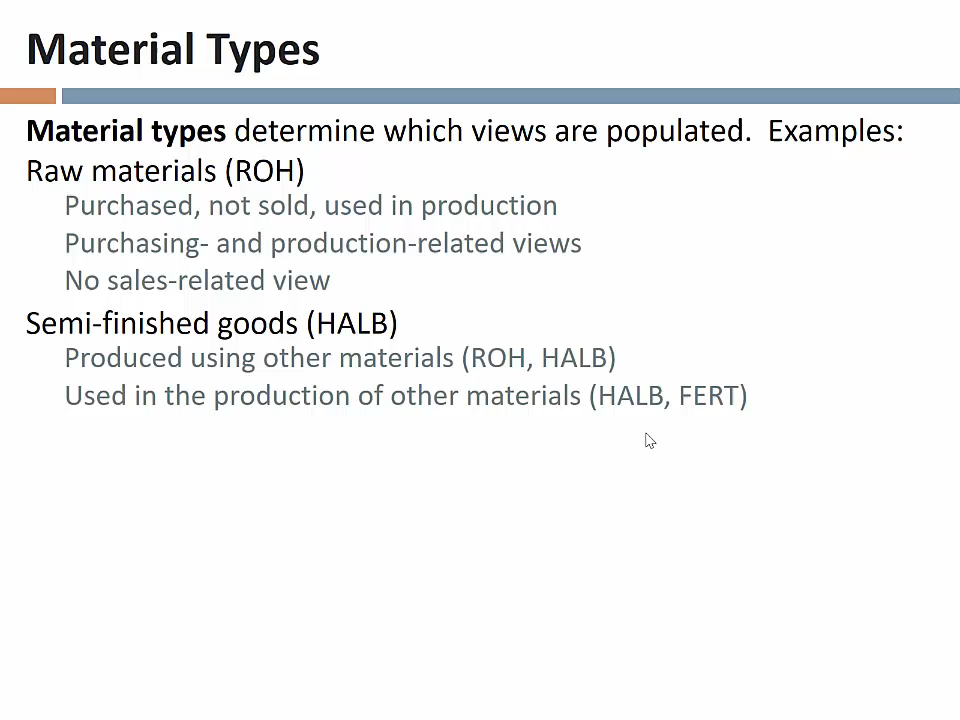 Material Types
Material types determine which views are populated.  Examples:
Raw materials (ROH)
Purchased, not sold, used in production
Purchasing- and production-related views
No sales-related view
Semi-finished goods (HALB)
Produced using other materials (ROH, HALB)
Used in the production of other materials (HALB, FERT)